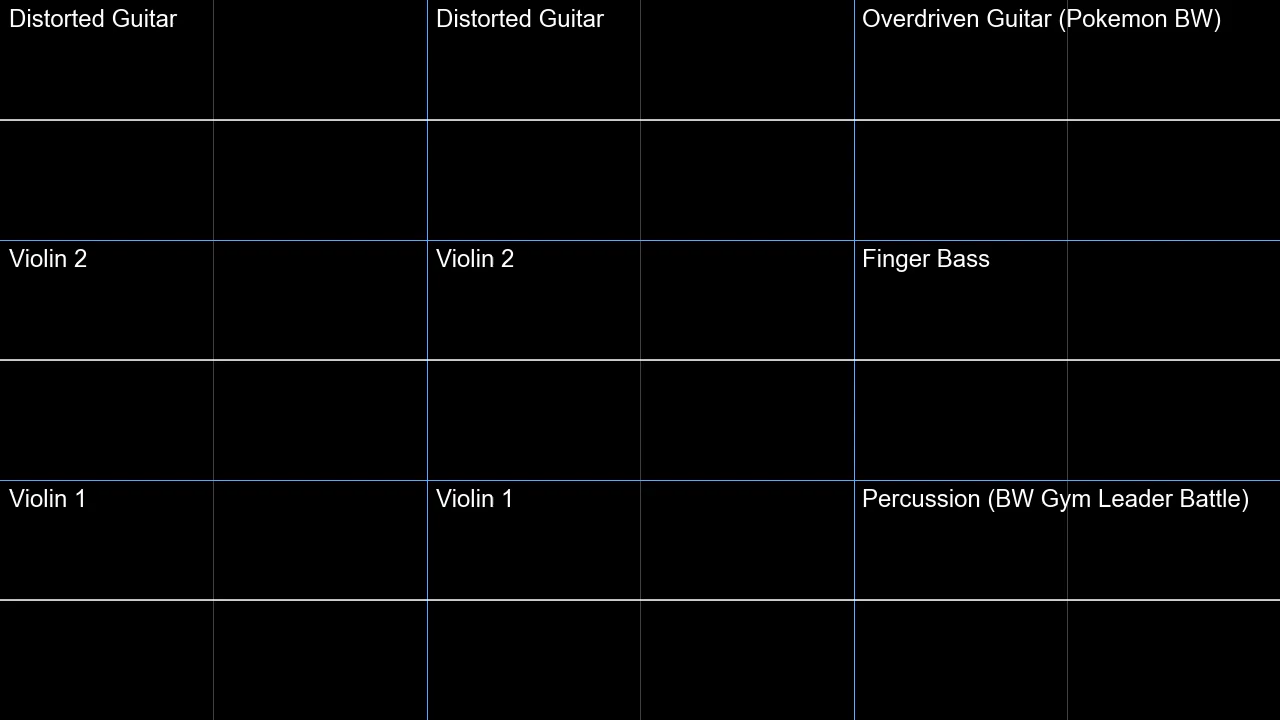 Distorted Guitar
Distorted Guitar
Overdriven Guitar (Pokemon BW)
Violin 2
Violin 2
Finger Bass
Violin 1
Violin 1
Percussion (BW Gym Leader Battle)